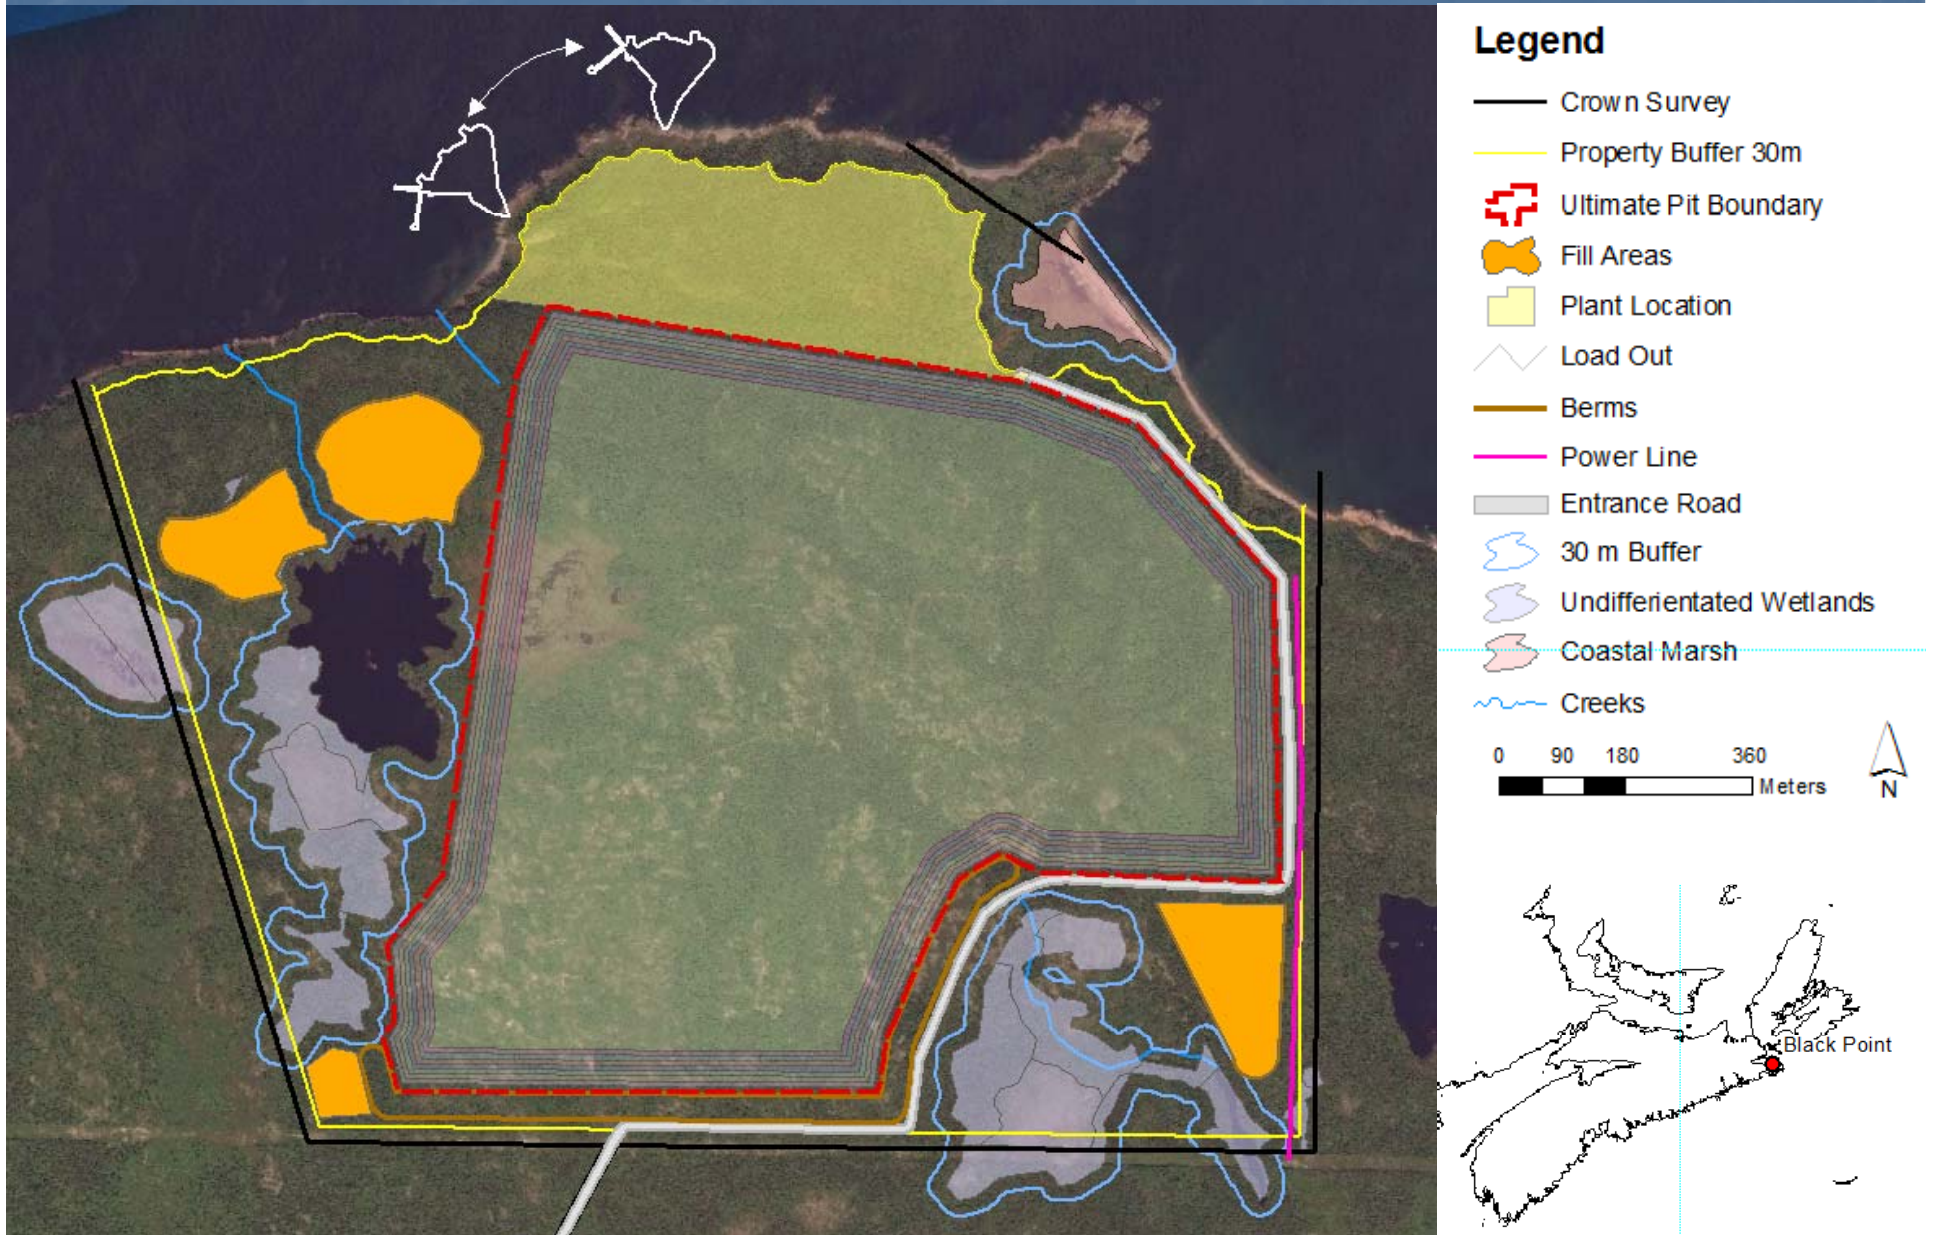 Legend
Crown Survey
Property Buffer 30m
Ultimate Pit Boundary
Fill Areas
Plant Location
Load Out
Berms
Power Line
Entrance Road
30 m Buffer
Undifferientated Wetlands
Coastal Marsh
Creeks
0 90 180 360
Meters
N
Black Point